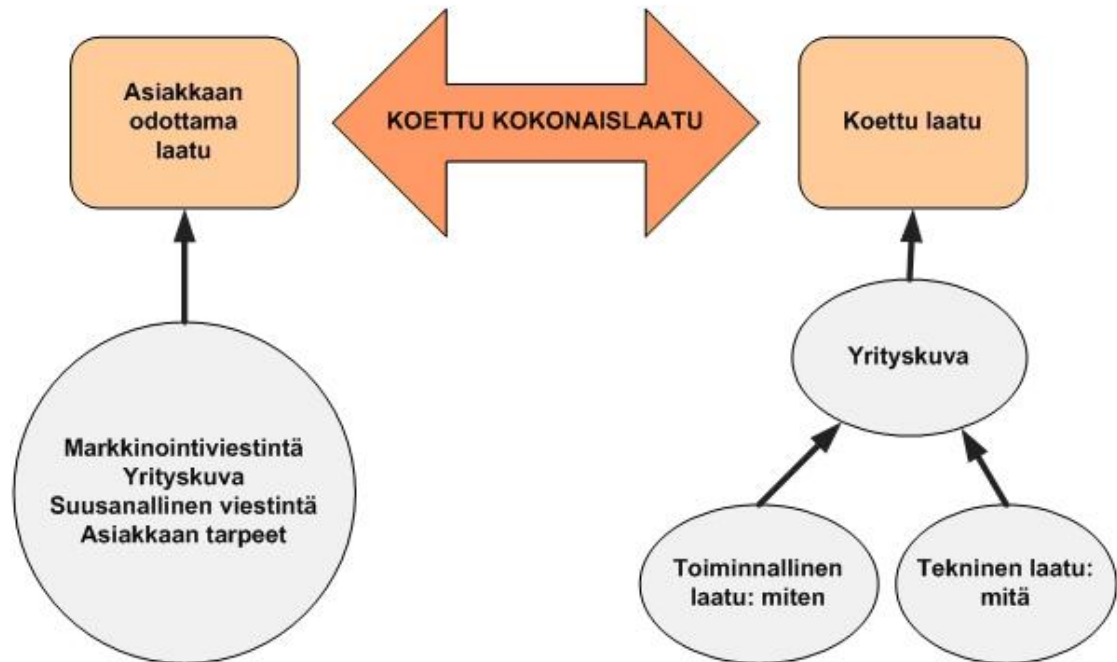 Asiakkaan
odottama
laatu
KOETTU KOKONAISLAATU
Koettu laatu
Yrityskuva
Markkinointiviestintä
Yrityskuva
Suusanallinen viestintä
Asiakkaan tarpeet
Toiminnallinen
laatu: miten
Tekninen laatu:
mitä